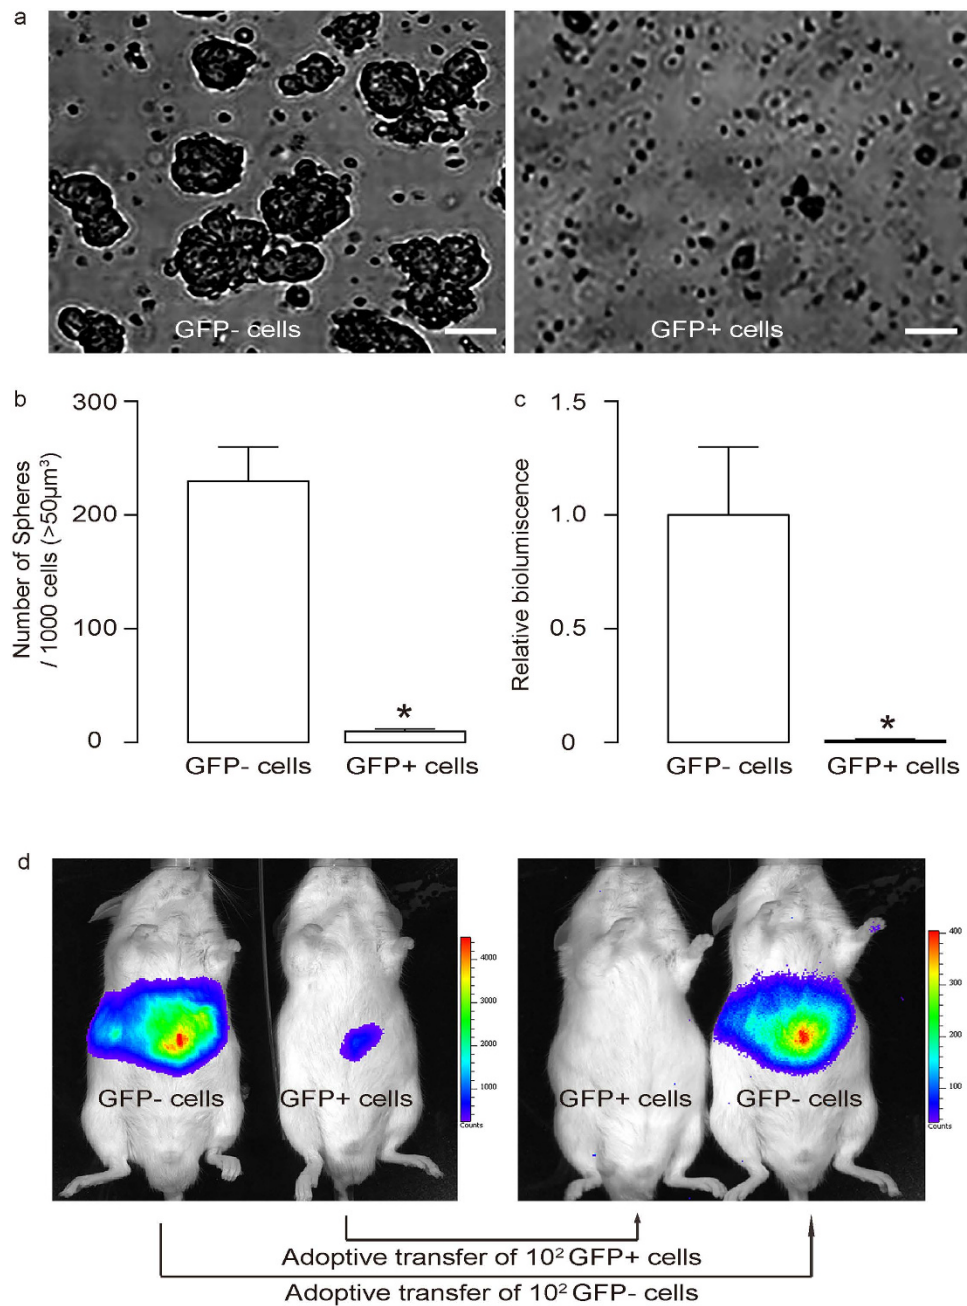 a
GFP- cells
GFP+ cells
b
300
200
100
0
Number of Spheres
/ 1000 cells (>50μm³)
*
GFP- cells
GFP+ cells
c
1.5
1.0
0.5
0
Relative biolumiscence
*
GFP- cells
GFP+ cells
d
GFP- cells
GFP+ cells
4000
3000
2000
1000
Counts
GFP+ cells
GFP- cells
400
300
200
100
Counts
Adoptive transfer of 10² GFP+ cells
Adoptive transfer of 10² GFP- cells